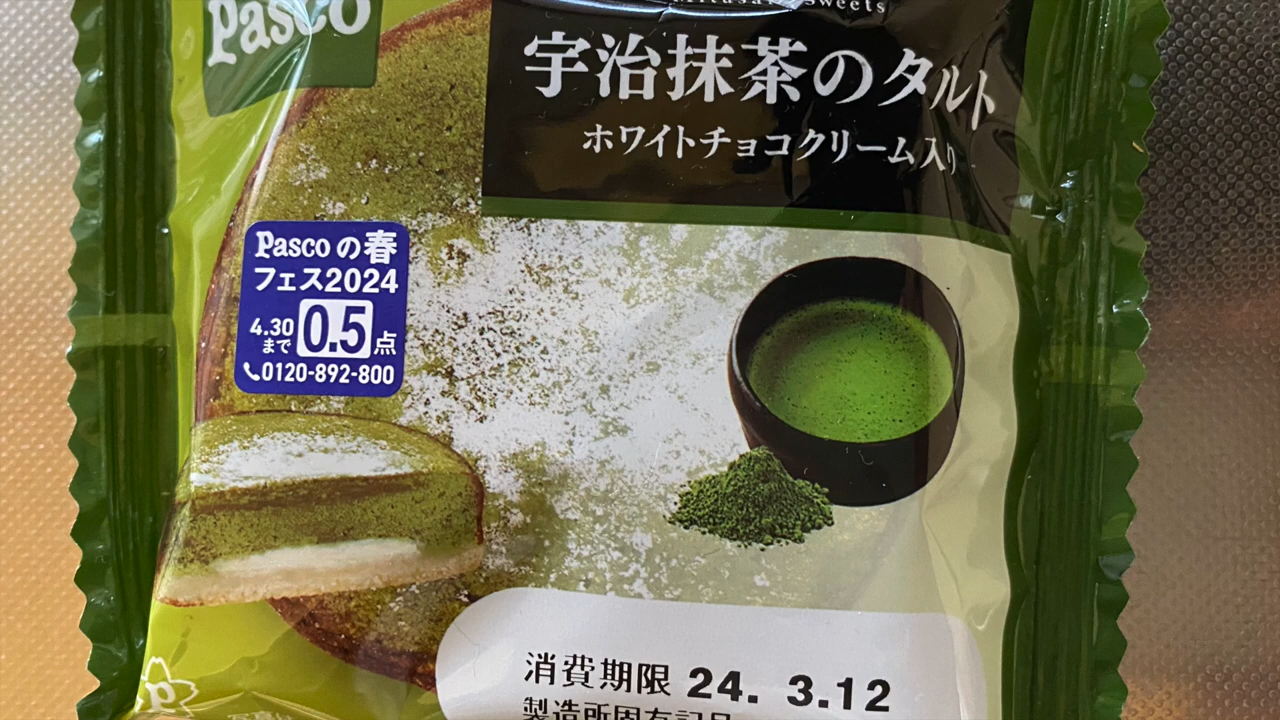 Pasco
Sweets
宇治抹茶のタルト
ホワイトチョコクリーム入り
Pascoの春
フェス2024
4.30
まで
0.5点
0120-892-800
消費期限 24. 3.12
製造所固有記号
P